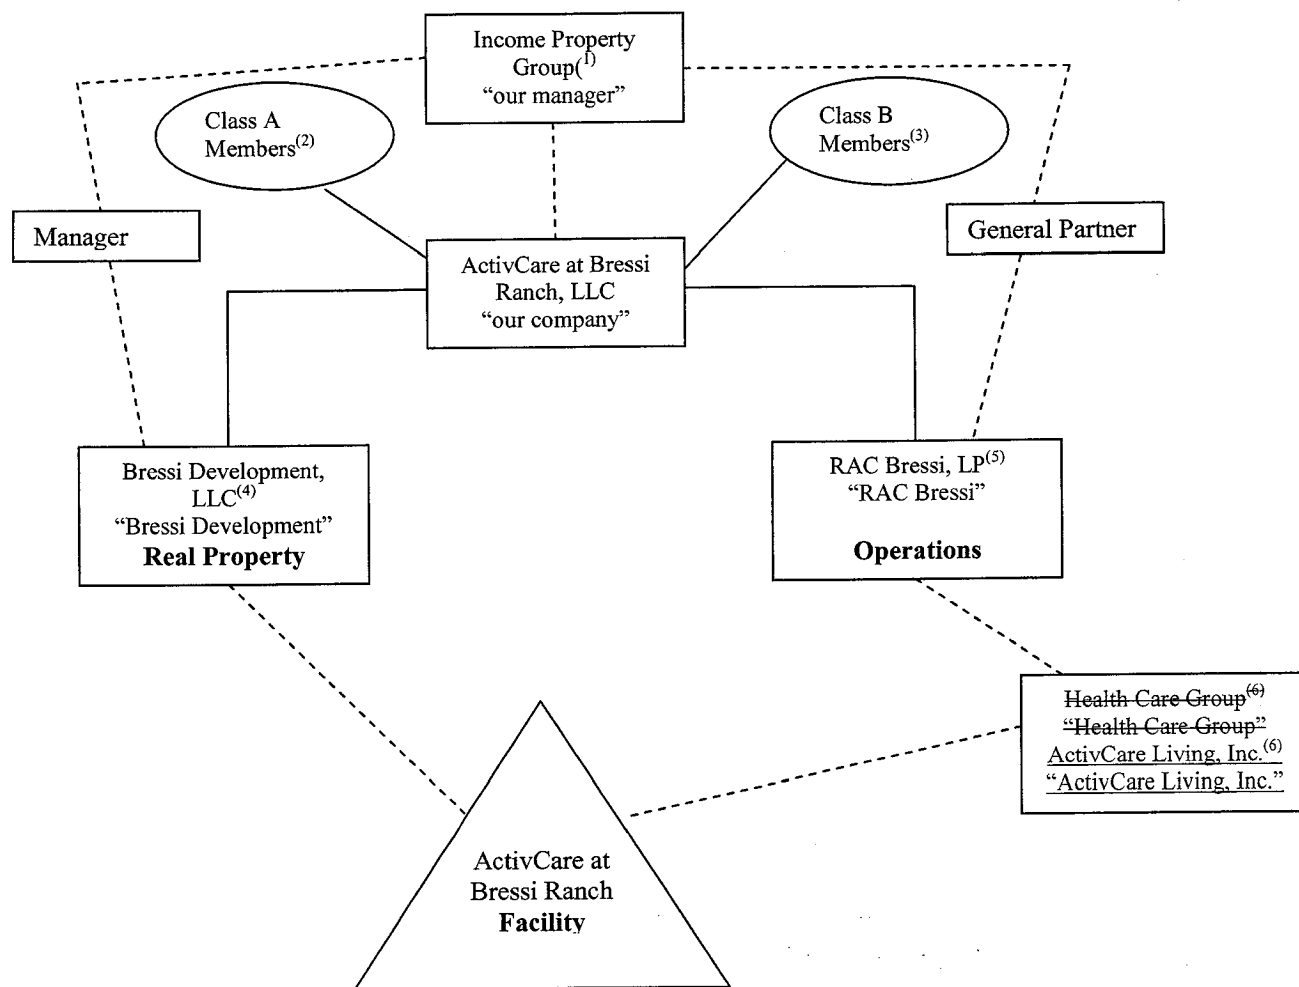 Income Property
Group(1)
“our manager”
Class A
Members(2)
Class B
Members(3)
Manager
General Partner
ActivCare at Bressi
Ranch, LLC
“our company”
Bressi Development,
LLC(4)
“Bressi Development”
Real Property
RAC Bressi, LP(5)
“RAC Bressi”
Operations
Health Care Group(6)
“Health Care Group”
ActivCare Living, Inc.(6)
“ActivCare Living, Inc.”
ActivCare at
Bressi Ranch
Facility